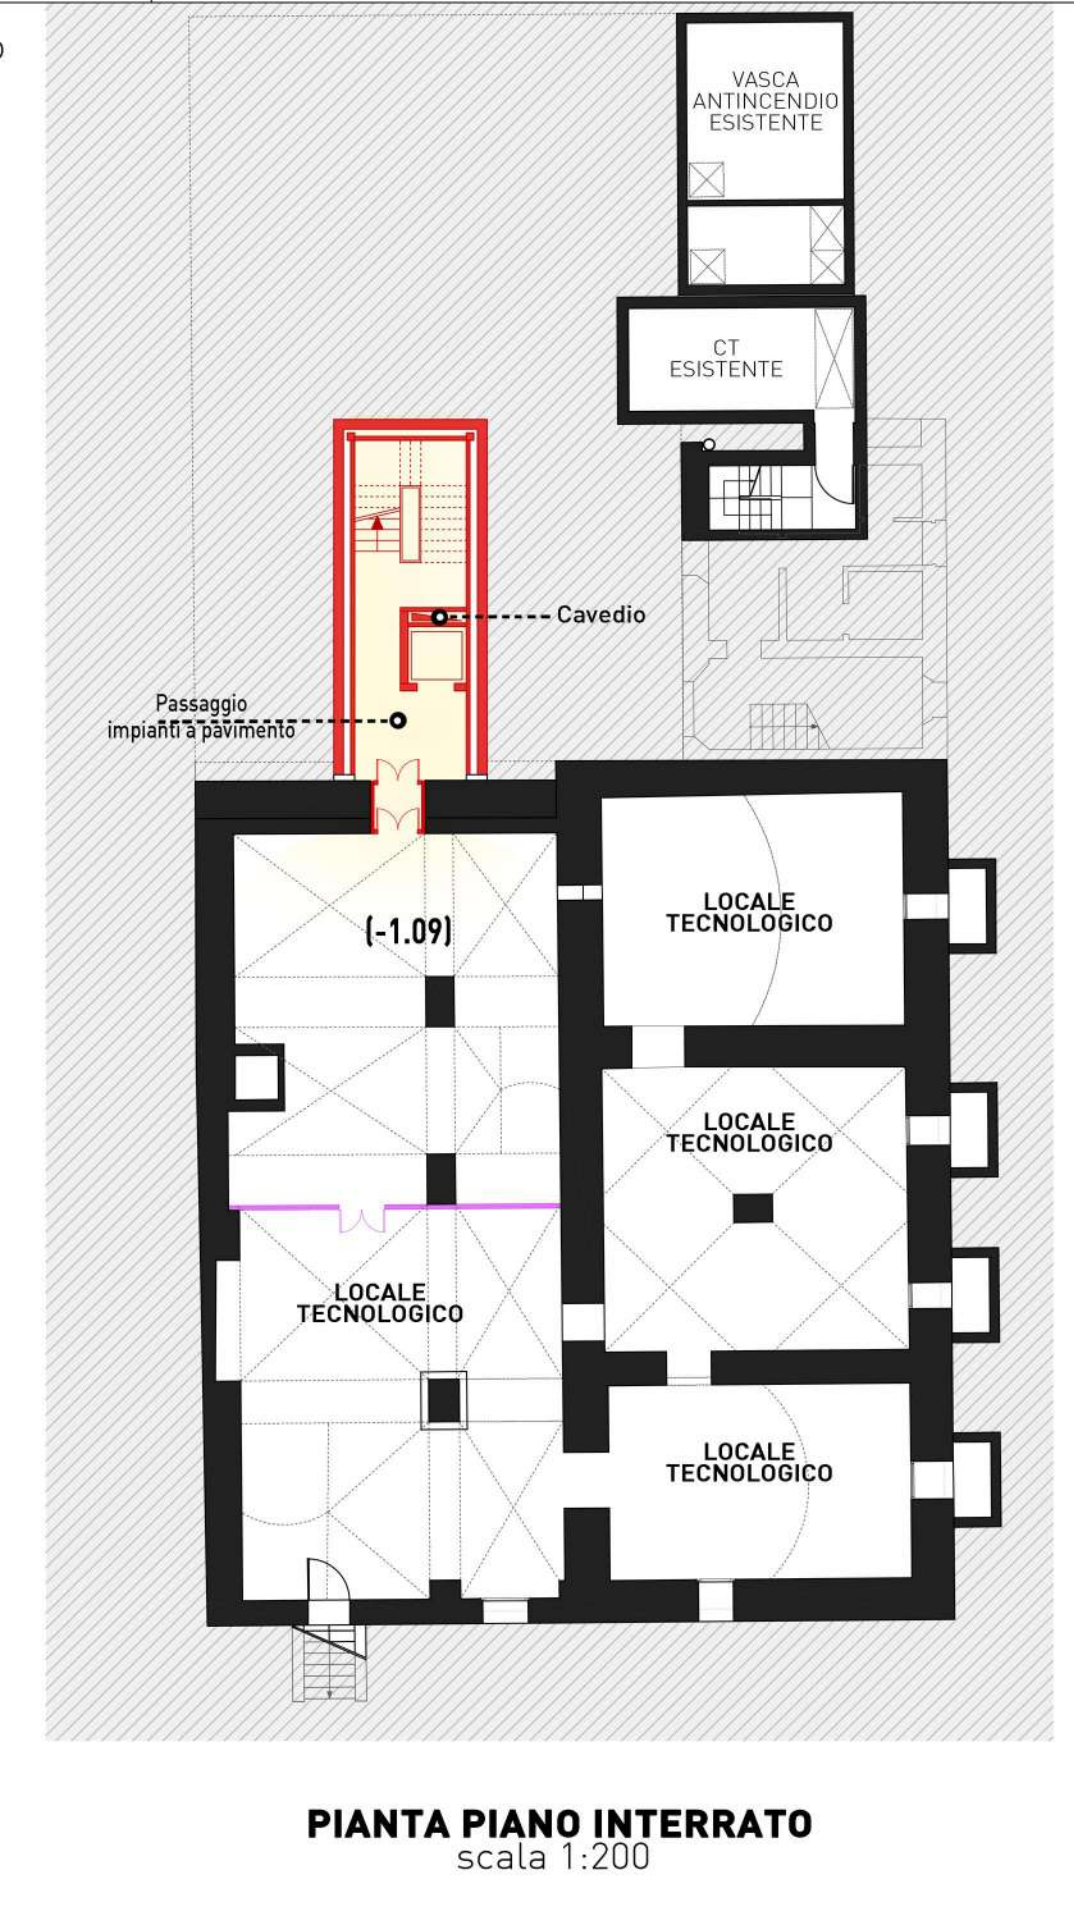 VASCA
ANTINCENDIO
ESISTENTE
CT
ESISTENTE
Cavedio
Passaggio
impianti a pavimento
LOCALE
TECNOLOGICO
(-1.09)
LOCALE
TECNOLOGICO
LOCALE
TECNOLOGICO
LOCALE
TECNOLOGICO
PIANTA PIANO INTERRATO
scala 1:200